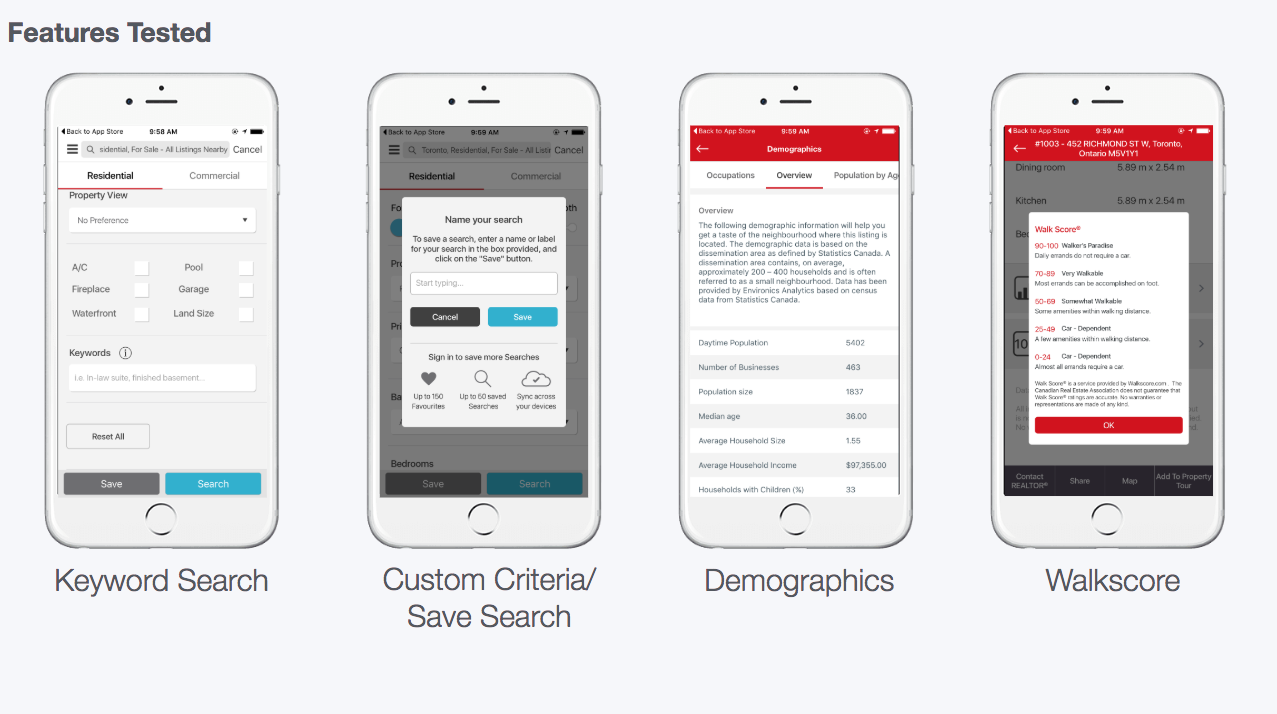 Features Tested
Back to App Store 9:58 AM
sidential, For Sale - All Listings Nearby Cancel
Residential Commercial
Property View
No Preference
A/C Pool
Fireplace Garage
Waterfront Land Size
Keywords
i.e. In-law suite, finished basement...
Reset All
Save Search
Keyword Search
Back to App Store 9:59 AM
Toronto, Residential, For Sale - All Listi Cancel
Residential Commercial
Name your search
To save a search, enter a name or label
for your search in the box provided, and
click on the "Save" button.
Start typing...
Cancel Save
Sign in to save more Searches
Up to 150 Up to 50 saved Sync across
Favourites Searches your devices
Bedrooms
Save Search
Custom Criteria/
Save Search
Back to App Store 9:59 AM
Demographics
Occupations Overview Population by Ag
Overview
The following demographic information will help you
get a taste of the neighbourhood where this listing is
located. The demographic data is based on the
dissemination area as defined by Statistics Canada. A
dissemination area contains, on average,
approximately 200 – 400 households and is often
referred to as a small neighbourhood. Data has been
provided by Environics Analytics based on census
data from Statistics Canada.
Daytime Population 5402
Number of Businesses 463
Population size 1837
Median age 36.00
Average Household Size 1.55
Average Household Income $97,355.00
Households with Children (%) 33
Demographics
Back to App Store 9:59 AM
#1003 - 452 RICHMOND ST W, Toronto,
Ontario M5V1Y1
Dining room 5.89 m x 2.54 m
Kitchen 5.89 m x 2.54 m
Walk Score®
90-100 Walker's Paradise
Daily errands do not require a car.
70-89 Very Walkable
Most errands can be accomplished on foot.
50-69 Somewhat Walkable
Some amenities within walking distance.
25-49 Car - Dependent
A few amenities within walking distance.
0-24 Car - Dependent
Almost all errands require a car.
Walk Score® is a service provided by Walkscore.com . The
Canadian Real Estate Association does not guarantee that
Walk Score® ratings are accurate. No warranties or
representations are made of any kind.
OK
Contact
REALTOR® Share Map Add To Property
Tour
Walkscore